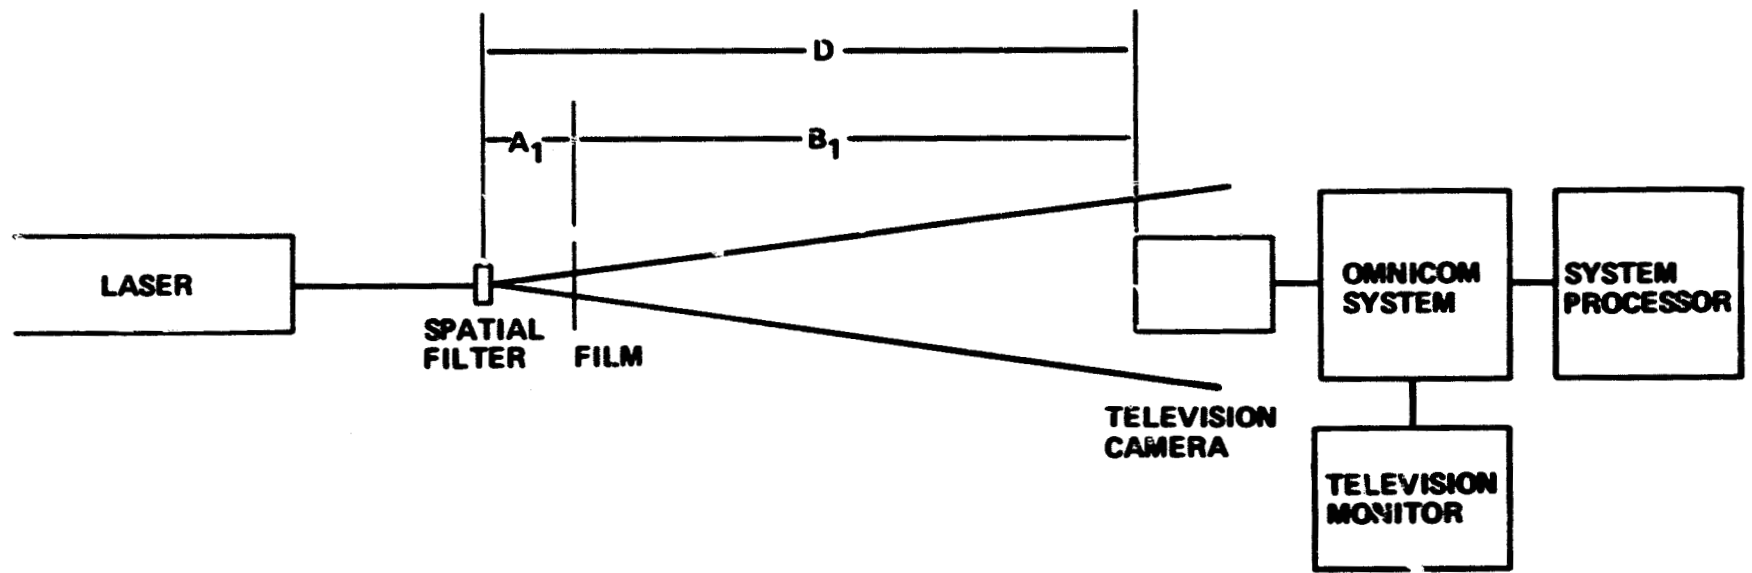 D
A1
B1
LASER
SPATIAL
FILTER
FILM
TELEVISION
CAMERA
OMNICOM
SYSTEM
SYSTEM
PROCESSOR
TELEVISION
MONITOR